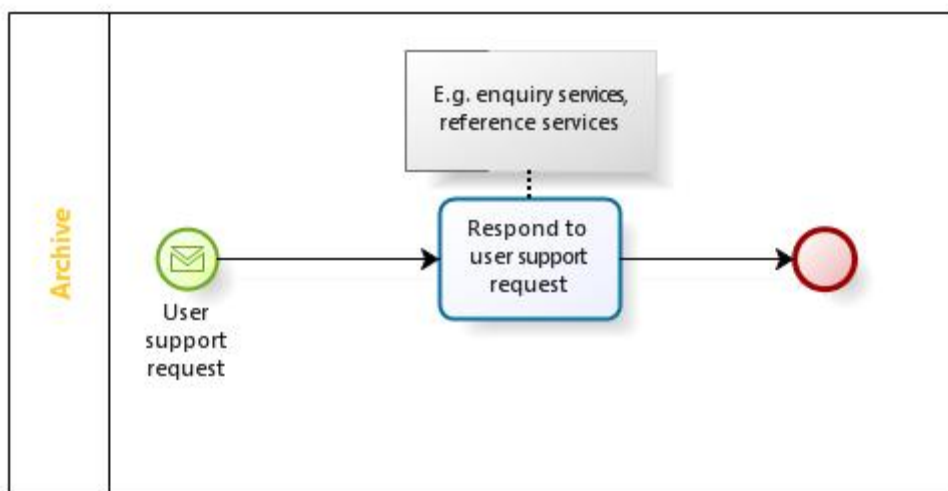 Archive
E.g. enquiry services,
reference services
Respond to
user support
request
User
support
request